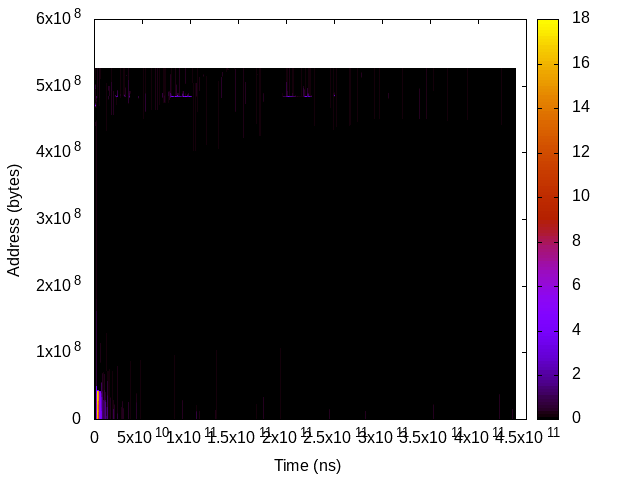 6x10^8
5x10^8
4x10^8
3x10^8
2x10^8
1x10^8
0
Address (bytes)
0 5x10^10 1x10^11 1.5x10^11 2x10^11 2.5x10^11 3x10^11 3.5x10^11 4x10^11 4.5x10^11
Time (ns)
18
16
14
12
10
8
6
4
2
0